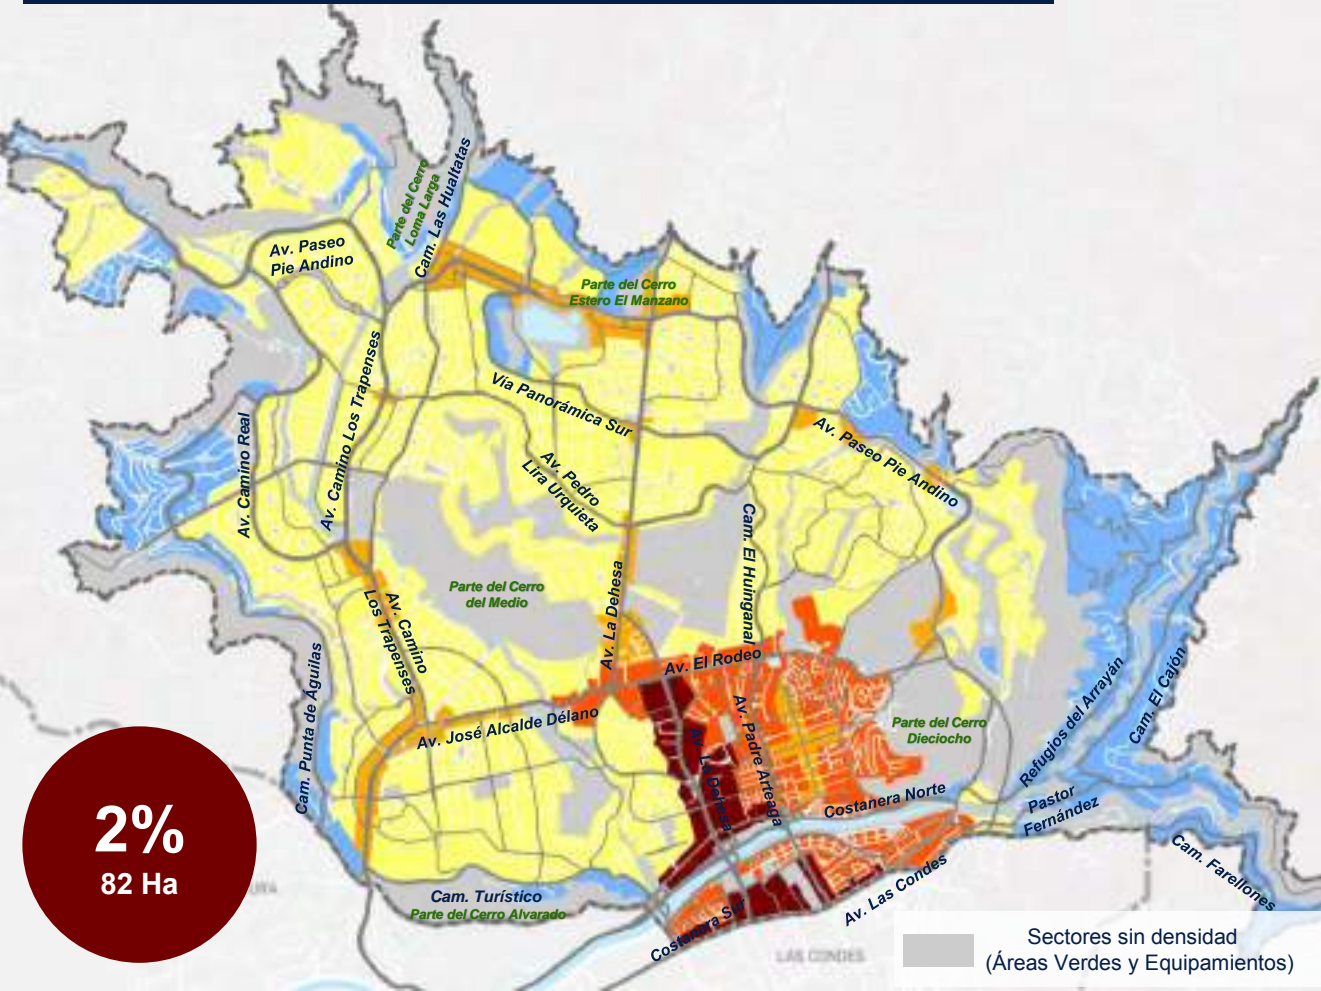 Parte del Cerro
Loma Larga
Cam. Las Hualtatas
Av. Paseo
Pie Andino
Parte del Cerro
Estero El Manzano
Av. Camino Los Trapenses
Vía Panorámica Sur
Av. Camino Real
Av. Pedro
Lira Urquieta
Av. Paseo Pie Andino
Cam. El Huinganal
Parte del Cerro
del Medio
Av. La Dehesa
Av. Camino
Los Trapenses
Av. El Rodeo
Cam. Punta de Águilas
Av. José Alcalde Délano
Av. La Dehesa
Av. Padre Arteaga
Parte del Cerro
Dieciocho
Refugios del Arrayán
Cam. El Cajón
Costanera Norte
Pastor
Fernández
2%
82 Ha
URA
Cam. Turístico
Parte del Cerro Alvarado
Costanera Sur
Av. Las Condes
Cam. Farellones
LAS CONDES
Sectores sin densidad
(Áreas Verdes y Equipamientos)